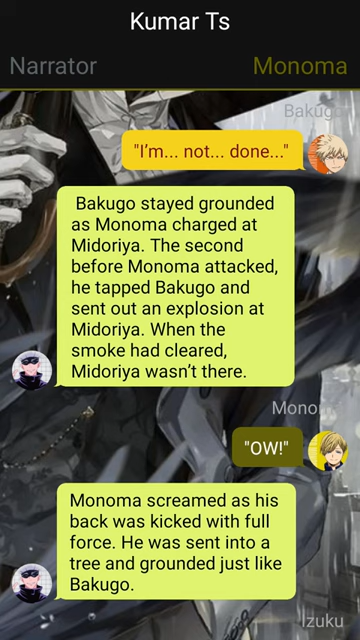 Kumar Ts
Narrator
Monoma
Bakugo
"I'm... not... done..."
Bakugo stayed grounded
as Monoma charged at
Midoriya. The second
before Monoma attacked,
he tapped Bakugo and
sent out an explosion at
Midoriya. When the
smoke had cleared,
Midoriya wasn't there.
Monoma
"OW!"
Monoma screamed as his
back was kicked with full
force. He was sent into a
tree and grounded just like
Bakugo.
Izuku